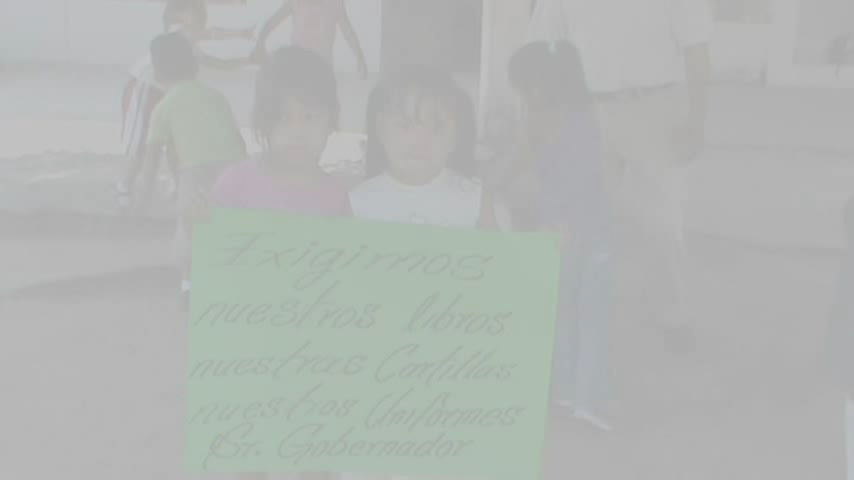 Exigimos
nuestros libros
nuestras Cartillas
nuestros Uniformes
Sr. Gobernador